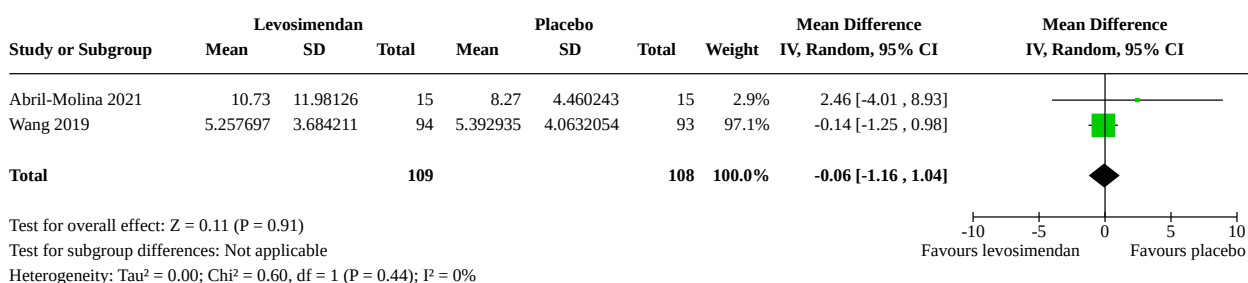 Levosimendan Placebo Mean Difference Mean Difference
Study or Subgroup Mean SD Total Mean SD Total Weight IV, Random, 95% CI IV, Random, 95% CI
Abril-Molina 2021 10.73 11.98126 15 8.27 4.460243 15 2.9% 2.46 [-4.01 , 8.93]
Wang 2019 5.257697 3.684211 94 5.392935 4.0632054 93 97.1% -0.14 [-1.25 , 0.98]
Total 109 108 100.0% -0.06 [-1.16 , 1.04]
Test for overall effect: Z = 0.11 (P = 0.91)
-10 -5 0 5 10
Test for subgroup differences: Not applicable
Favours levosimendan Favours placebo
Heterogeneity: Tau² = 0.00; Chi² = 0.60, df = 1 (P = 0.44); I² = 0%